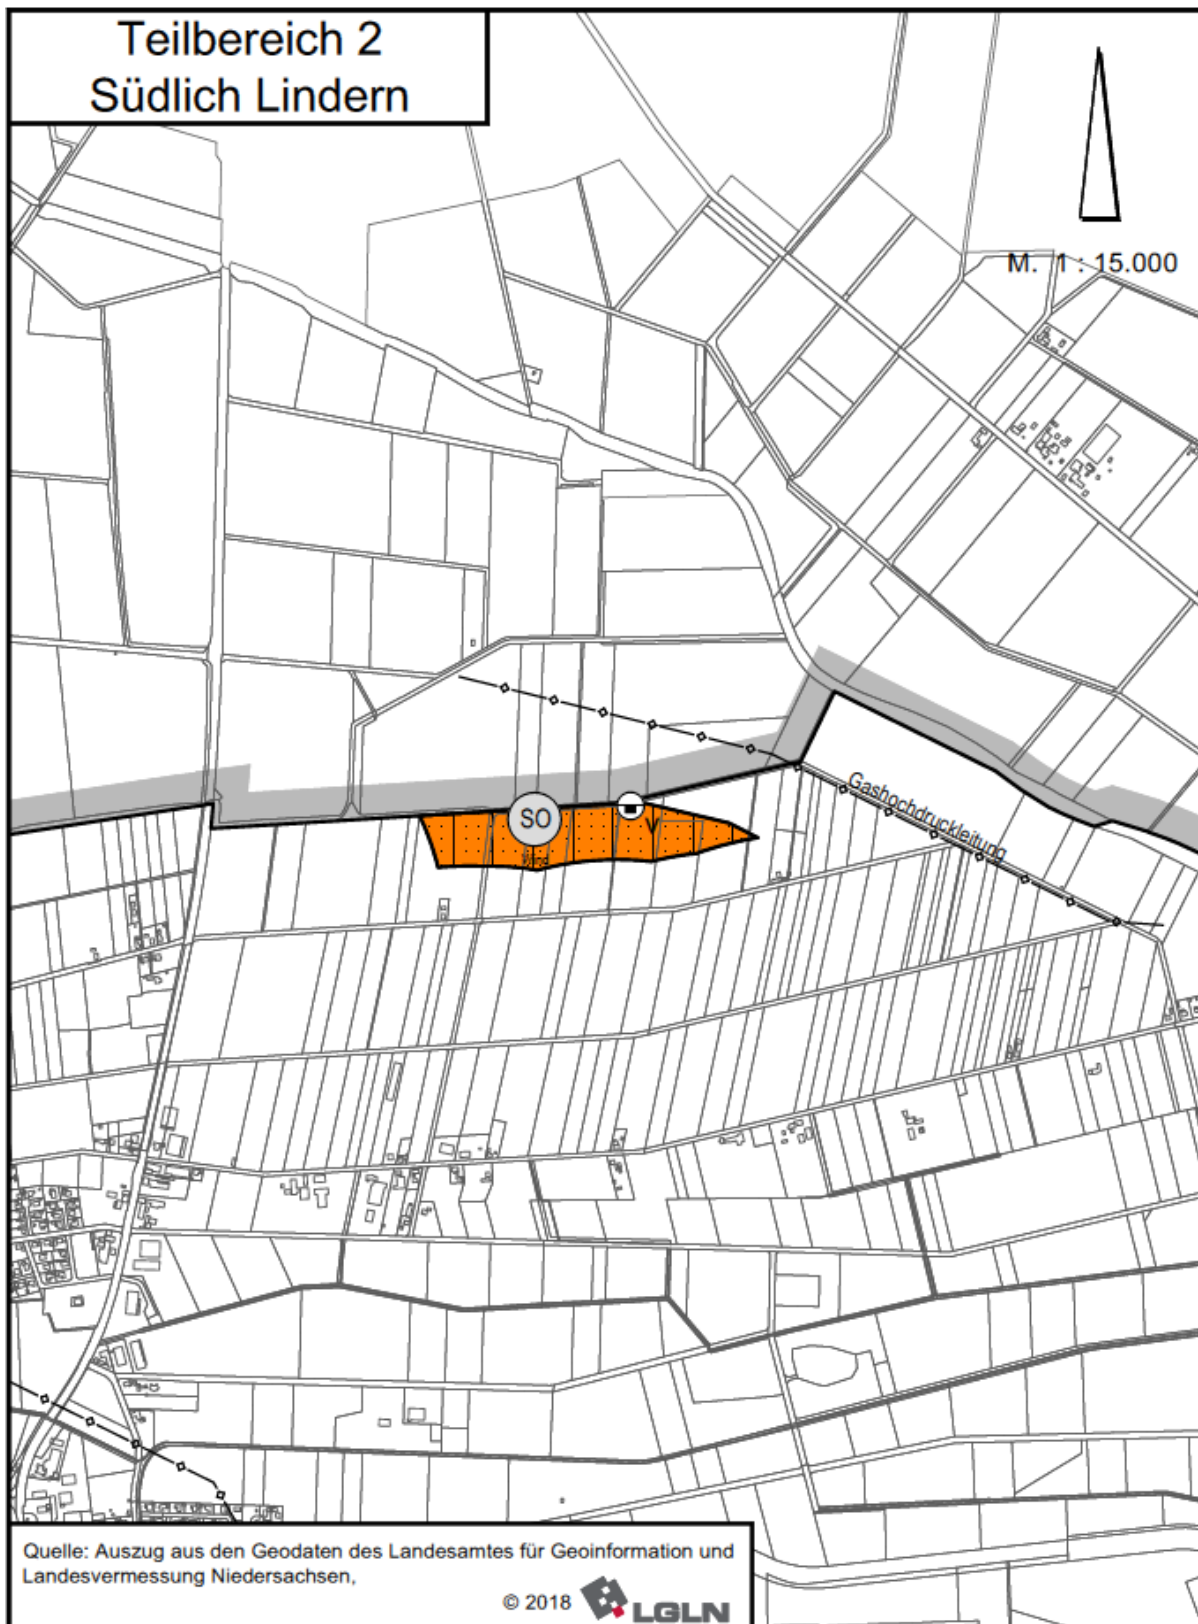 Teilbereich 2
Südlich Lindern
M. 1 : 15.000
Gashochdruckleitung
SO
V
Wind
Quelle: Auszug aus den Geodaten des Landesamtes für Geoinformation und
Landesvermessung Niedersachsen,
© 2018 LGLN